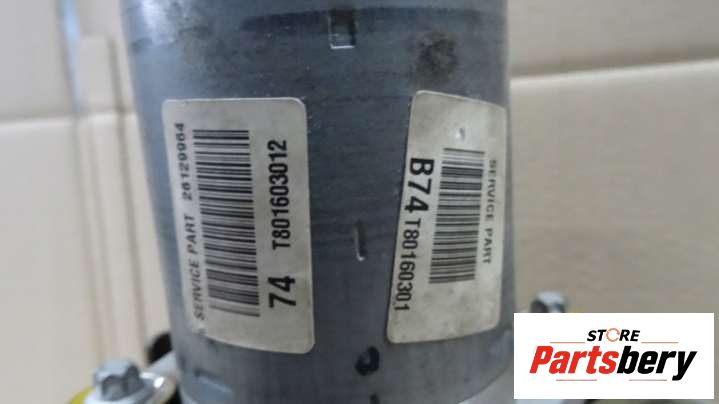 SERVICE PART 26129964
74 T801603012
SERVICE PART
B74 T80160301
STORE
Partsbery